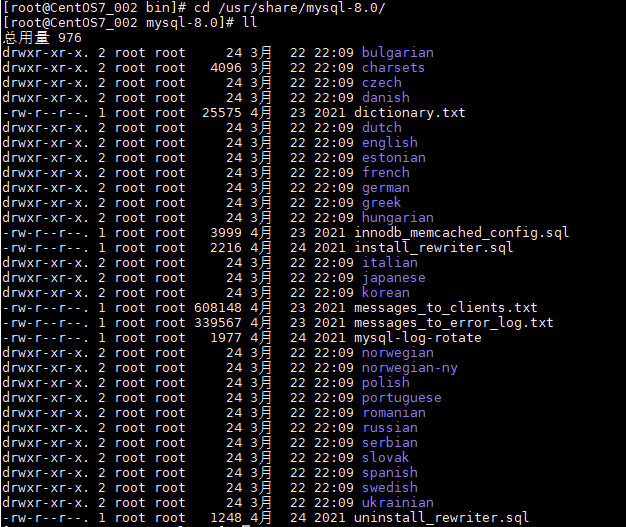 [root@CentOS7_002 bin]# cd /usr/share/mysql-8.0/
[root@CentOS7_002 mysql-8.0]# ll
总用量 976
drwxr-xr-x. 2 root root     24 3月  22 22:09 bulgarian
drwxr-xr-x. 2 root root   4096 3月  22 22:09 charsets
drwxr-xr-x. 2 root root     24 3月  22 22:09 czech
drwxr-xr-x. 2 root root     24 3月  22 22:09 danish
-rw-r--r--. 1 root root  25575 4月  23 2021 dictionary.txt
drwxr-xr-x. 2 root root     24 3月  22 22:09 dutch
drwxr-xr-x. 2 root root     24 3月  22 22:09 english
drwxr-xr-x. 2 root root     24 3月  22 22:09 estonian
drwxr-xr-x. 2 root root     24 3月  22 22:09 french
drwxr-xr-x. 2 root root     24 3月  22 22:09 german
drwxr-xr-x. 2 root root     24 3月  22 22:09 greek
drwxr-xr-x. 2 root root     24 3月  22 22:09 hungarian
-rw-r--r--. 1 root root   3999 4月  23 2021 innodb_memcached_config.sql
-rw-r--r--. 1 root root   2216 4月  24 2021 install_rewriter.sql
drwxr-xr-x. 2 root root     24 3月  22 22:09 italian
drwxr-xr-x. 2 root root     24 3月  22 22:09 japanese
drwxr-xr-x. 2 root root     24 3月  22 22:09 korean
-rw-r--r--. 1 root root 608148 4月  23 2021 messages_to_clients.txt
-rw-r--r--. 1 root root 339567 4月  23 2021 messages_to_error_log.txt
-rw-r--r--. 1 root root   1977 4月  24 2021 mysql-log-rotate
drwxr-xr-x. 2 root root     24 3月  22 22:09 norwegian
drwxr-xr-x. 2 root root     24 3月  22 22:09 norwegian-ny
drwxr-xr-x. 2 root root     24 3月  22 22:09 polish
drwxr-xr-x. 2 root root     24 3月  22 22:09 portuguese
drwxr-xr-x. 2 root root     24 3月  22 22:09 romanian
drwxr-xr-x. 2 root root     24 3月  22 22:09 russian
drwxr-xr-x. 2 root root     24 3月  22 22:09 serbian
drwxr-xr-x. 2 root root     24 3月  22 22:09 slovak
drwxr-xr-x. 2 root root     24 3月  22 22:09 spanish
drwxr-xr-x. 2 root root     24 3月  22 22:09 swedish
drwxr-xr-x. 2 root root     24 3月  22 22:09 ukrainian
-rw-r--r--. 1 root root   1248 4月  24 2021 uninstall_rewriter.sql